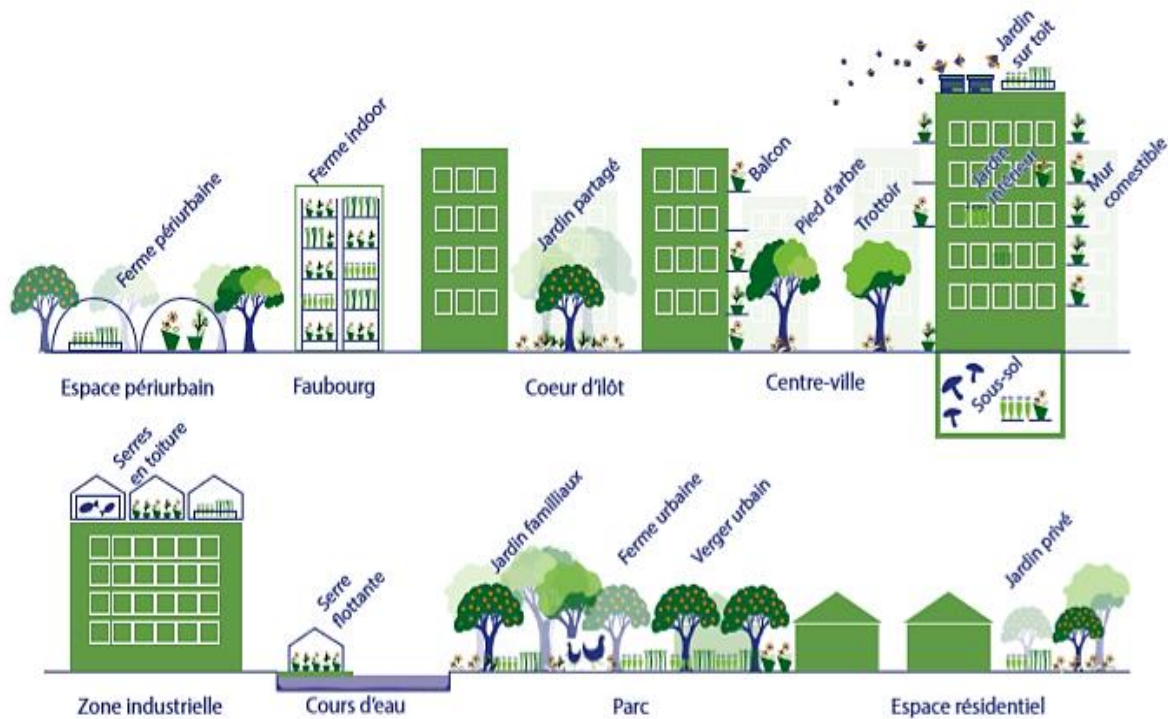 Ferme périurbaine
Ferme indoor
Jardin partagé
Balcon
Pied d'arbre
Trottoir
Jardin
sur toit
Jardin
intérieur
Mur
comestible
Sous-sol
Espace périurbain
Faubourg
Coeur d'ilôt
Centre-ville
Serres
en toiture
Serre
flottante
Jardin familliaux
Ferme urbaine
Verger urbain
Jardin privé
Zone industrielle
Cours d'eau
Parc
Espace résidentiel